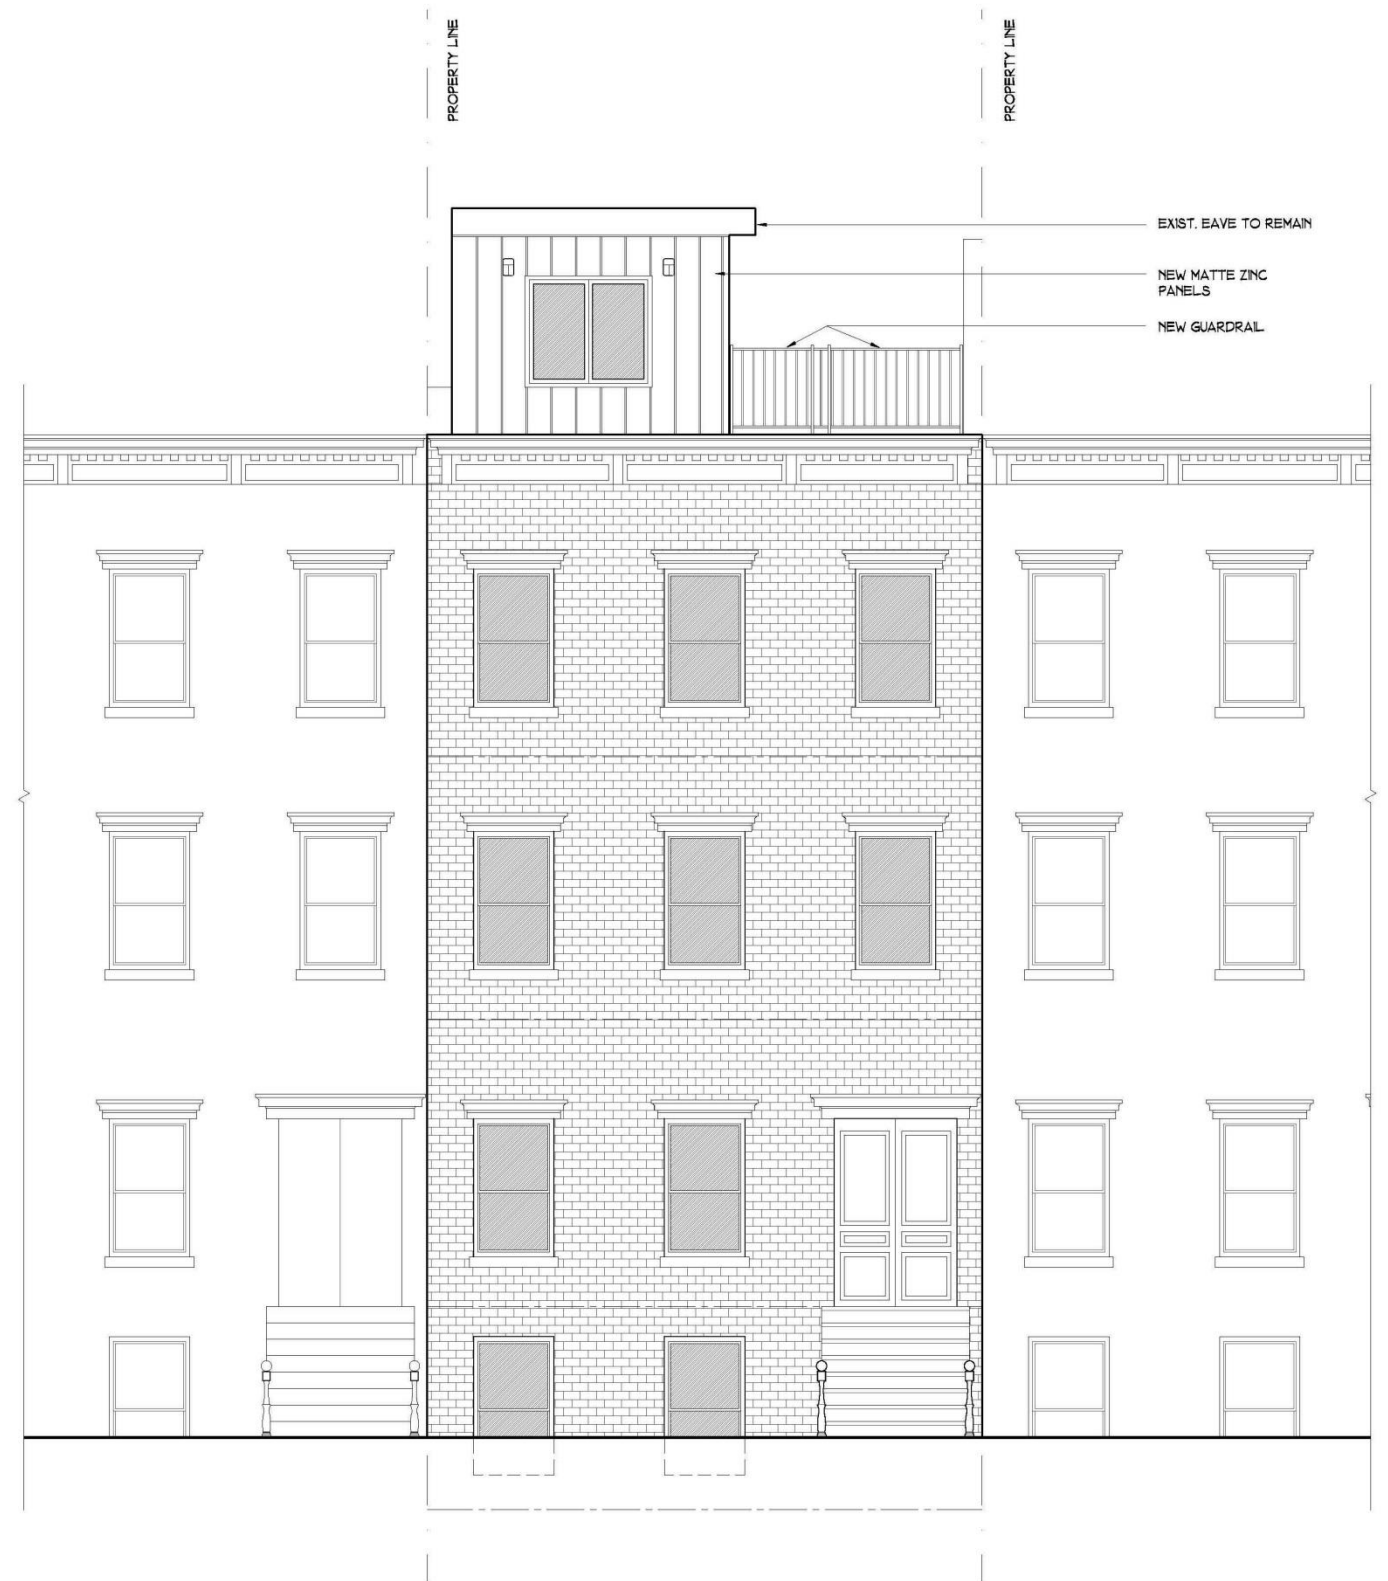 PROPERTY LINE
PROPERTY LINE
EXIST. EAVE TO REMAIN
NEW MATTE ZINC
PANELS
NEW GUARDRAIL